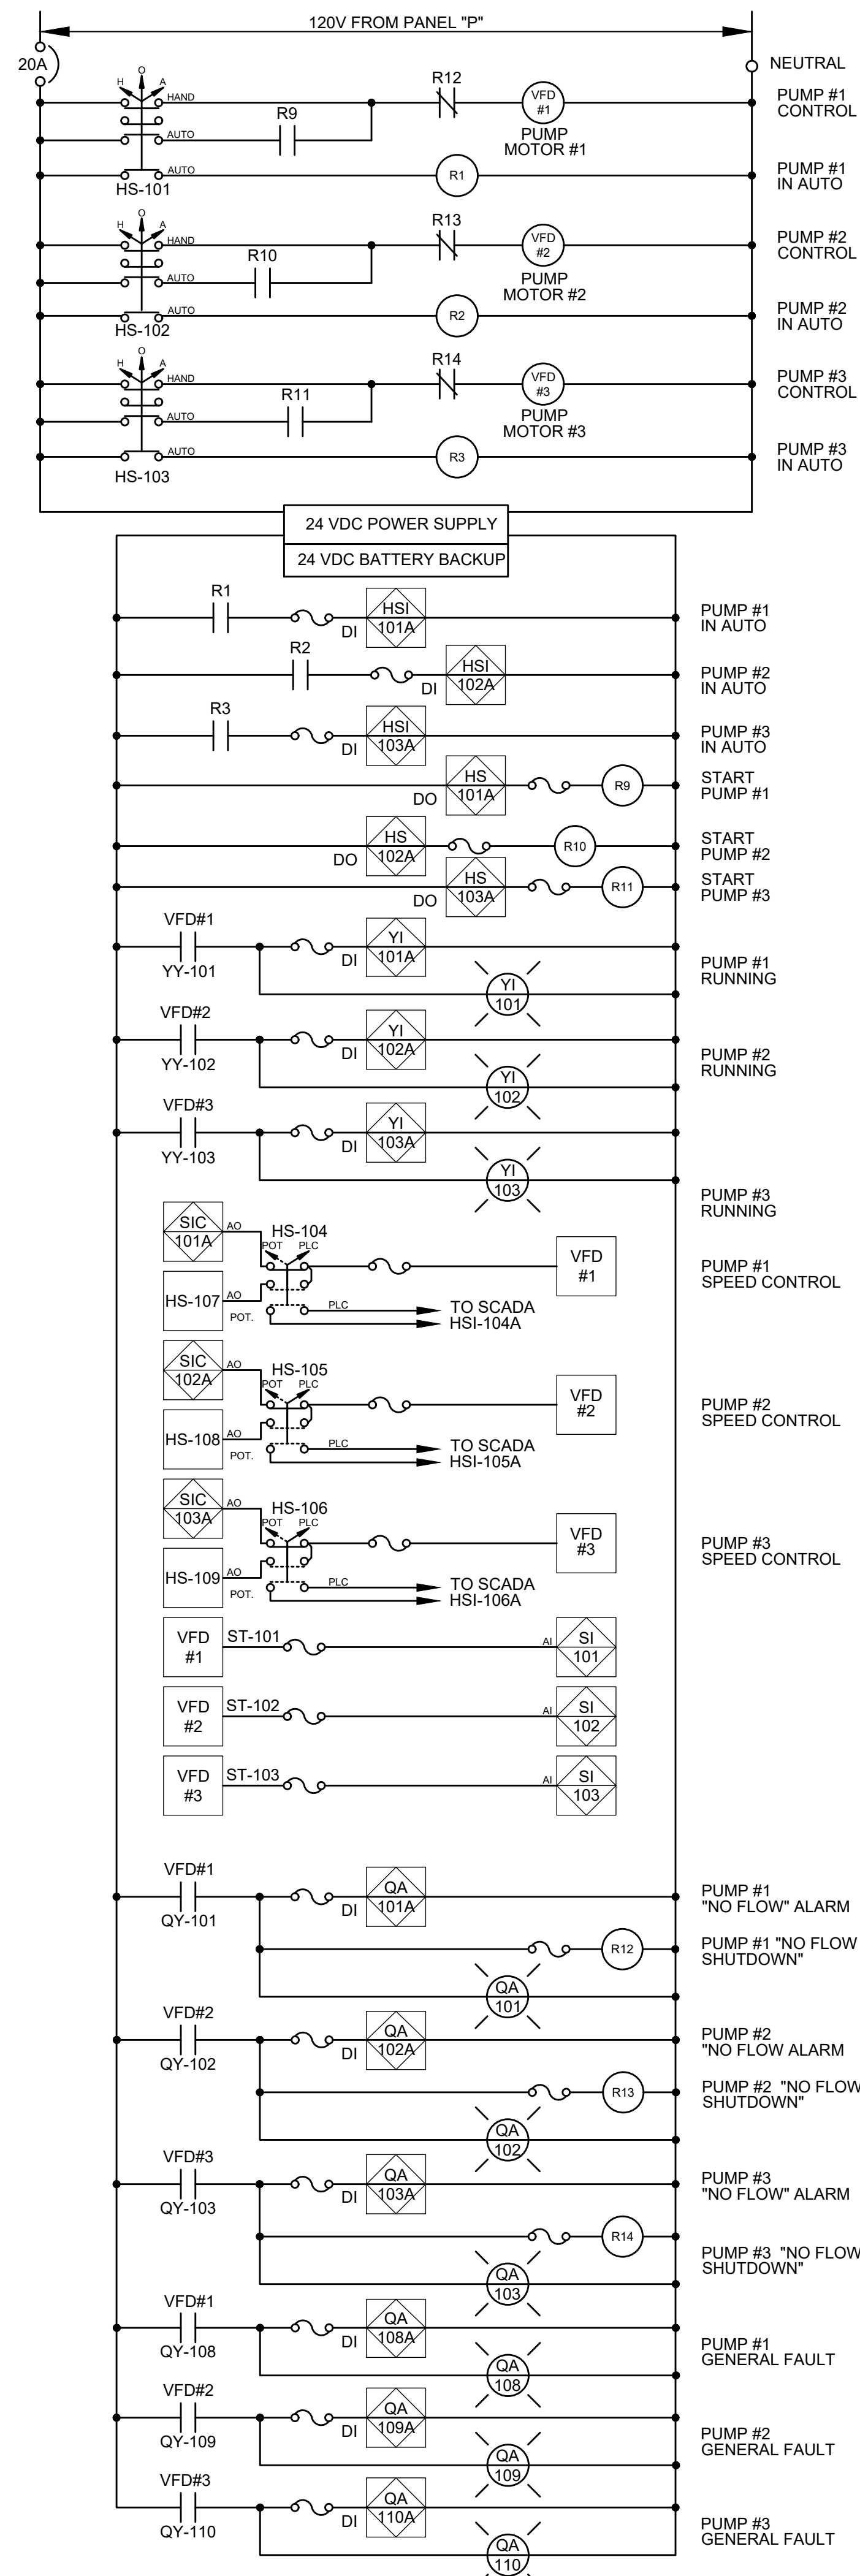 120V FROM PANEL "P"
20A
NEUTRAL
H
O
A
HAND
R12
VFD
#1
PUMP #1
CONTROL
R9
AUTO
PUMP
MOTOR #1
AUTO
R1
PUMP #1
IN AUTO
HS-101
H
O
A
HAND
R13
VFD
#2
PUMP #2
CONTROL
R10
AUTO
PUMP
MOTOR #2
AUTO
R2
PUMP #2
IN AUTO
HS-102
H
O
A
HAND
R14
VFD
#3
PUMP #3
CONTROL
R11
AUTO
PUMP
MOTOR #3
AUTO
R3
PUMP #3
IN AUTO
HS-103
24 VDC POWER SUPPLY
24 VDC BATTERY BACKUP
R1
DI
HSI
101A
PUMP #1
IN AUTO
R2
DI
HSI
102A
PUMP #2
IN AUTO
R3
DI
HSI
103A
PUMP #3
IN AUTO
DO
HS
101A
R9
START
PUMP #1
DO
HS
102A
R10
START
PUMP #2
DO
HS
103A
R11
START
PUMP #3
VFD#1
YY-101
DI
YI
101A
YI
101
PUMP #1
RUNNING
VFD#2
YY-102
DI
YI
102A
YI
102
PUMP #2
RUNNING
VFD#3
YY-103
DI
YI
103A
YI
103
PUMP #3
RUNNING
SIC
101A
AO
HS-104
POT
PLC
VFD
#1
PUMP #1
SPEED CONTROL
HS-107
AO
POT.
PLC
TO SCADA
HSI-104A
SIC
102A
AO
HS-105
POT
PLC
VFD
#2
PUMP #2
SPEED CONTROL
HS-108
AO
POT.
PLC
TO SCADA
HSI-105A
SIC
103A
AO
HS-106
POT
PLC
VFD
#3
PUMP #3
SPEED CONTROL
HS-109
AO
POT.
PLC
TO SCADA
HSI-106A
VFD
#1
ST-101
AI
SI
101
VFD
#2
ST-102
AI
SI
102
VFD
#3
ST-103
AI
SI
103
VFD#1
QY-101
DI
QA
101A
PUMP #1
"NO FLOW" ALARM
R12
PUMP #1 "NO FLOW
SHUTDOWN"
QA
101
VFD#2
QY-102
DI
QA
102A
PUMP #2
"NO FLOW ALARM
R13
PUMP #2 "NO FLOW
SHUTDOWN"
QA
102
VFD#3
QY-103
DI
QA
103A
PUMP #3
"NO FLOW" ALARM
R14
PUMP #3 "NO FLOW
SHUTDOWN"
QA
103
VFD#1
QY-108
DI
QA
108A
QA
108
PUMP #1
GENERAL FAULT
VFD#2
QY-109
DI
QA
109A
QA
109
PUMP #2
GENERAL FAULT
VFD#3
QY-110
DI
QA
110A
QA
110
PUMP #3
GENERAL FAULT